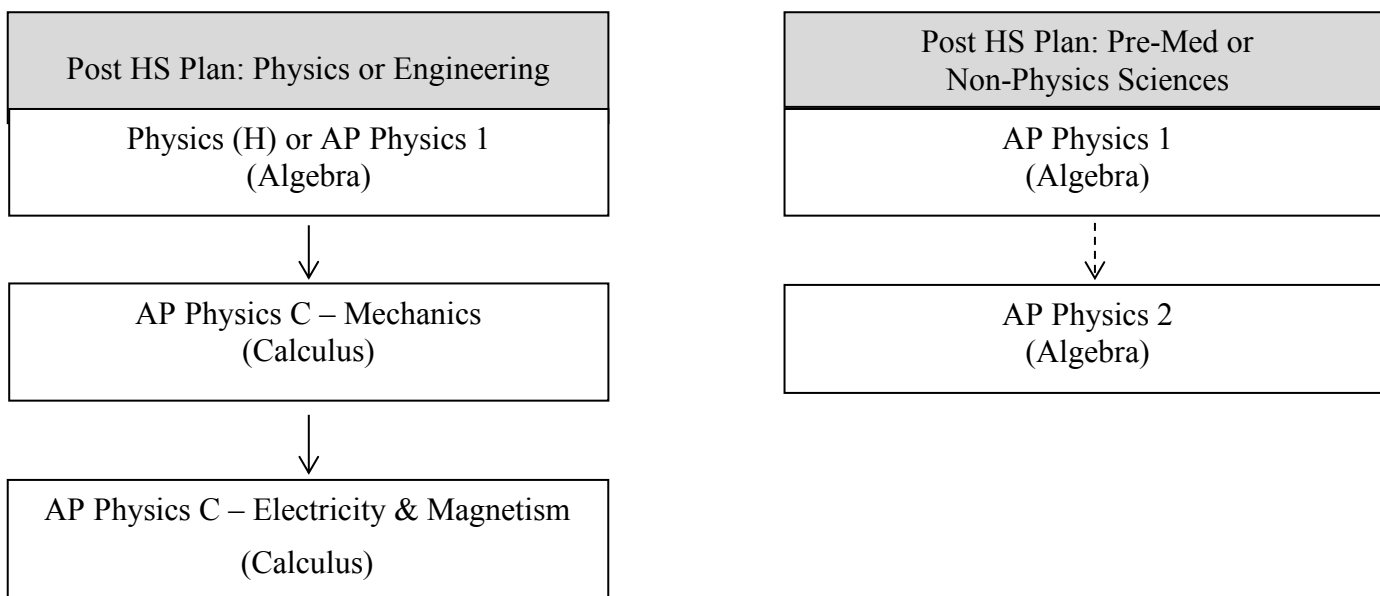 Post HS Plan: Physics or Engineering
Physics (H) or AP Physics 1
(Algebra)
AP Physics C – Mechanics
(Calculus)
AP Physics C – Electricity & Magnetism
(Calculus)
Post HS Plan: Pre-Med or
Non-Physics Sciences
AP Physics 1
(Algebra)
AP Physics 2
(Algebra)